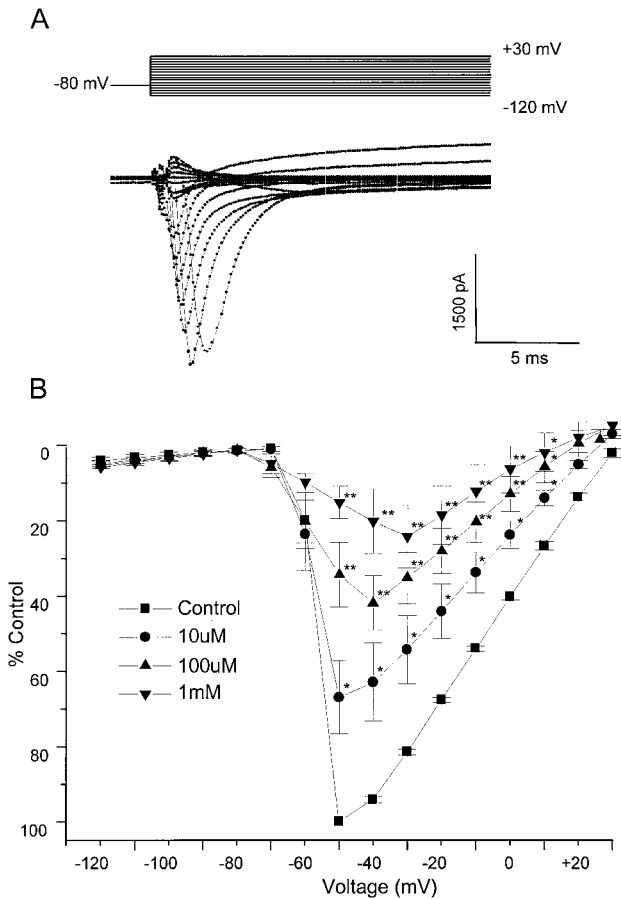 A
+30 mV
-80 mV
-120 mV
1500 pA
5 ms
B
0
20
40
60
80
100
% Control
Control
10uM
100uM
1mM
** ** ** ** ** ** *
** ** ** ** ** ** *
* * * * * * *
-120 -100 -80 -60 -40 -20 0 +20
Voltage (mV)